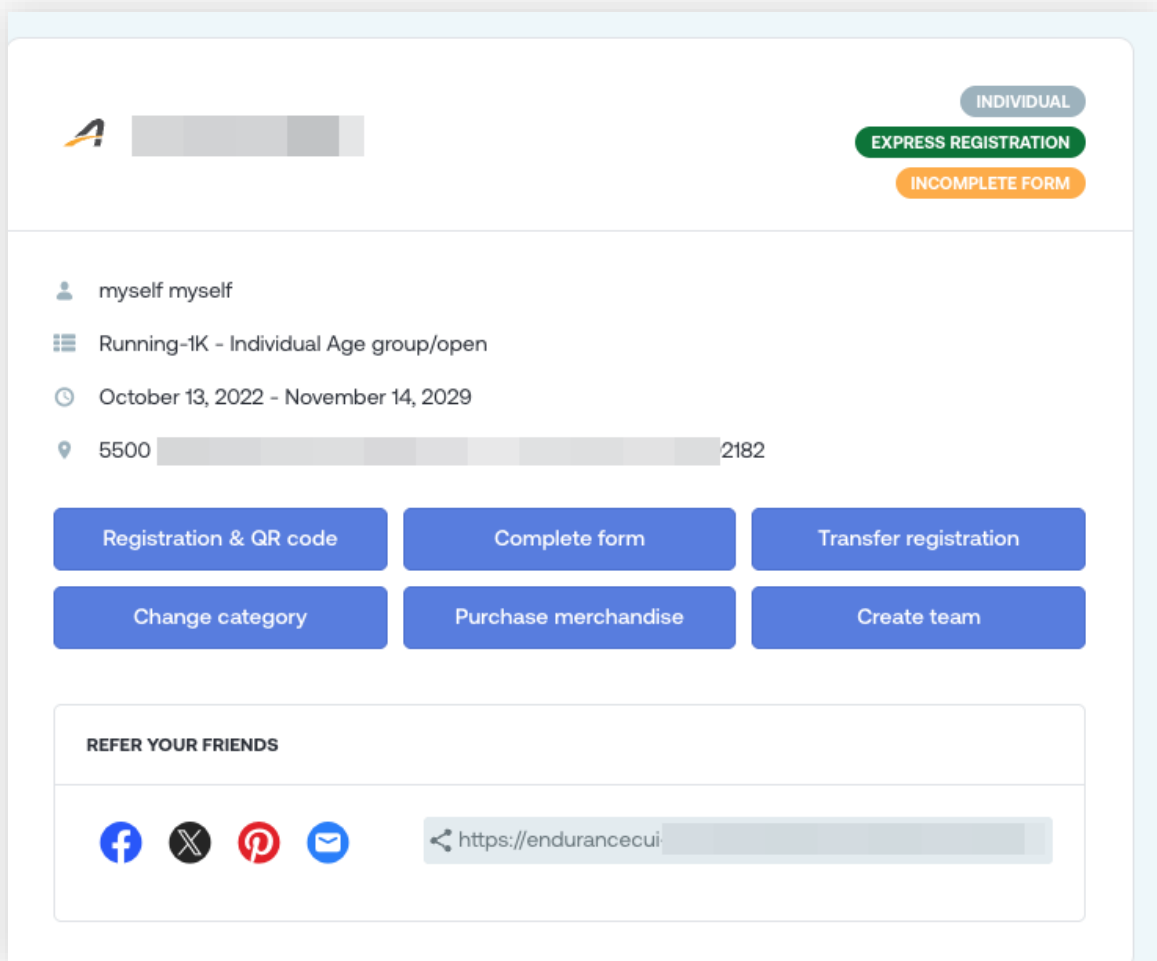 INDIVIDUAL
EXPRESS REGISTRATION
INCOMPLETE FORM
myself myself
Running-1K - Individual Age group/open
October 13, 2022 - November 14, 2029
5500 2182
Registration & QR code Complete form Transfer registration
Change category Purchase merchandise Create team
REFER YOUR FRIENDS
https://endurancecui-